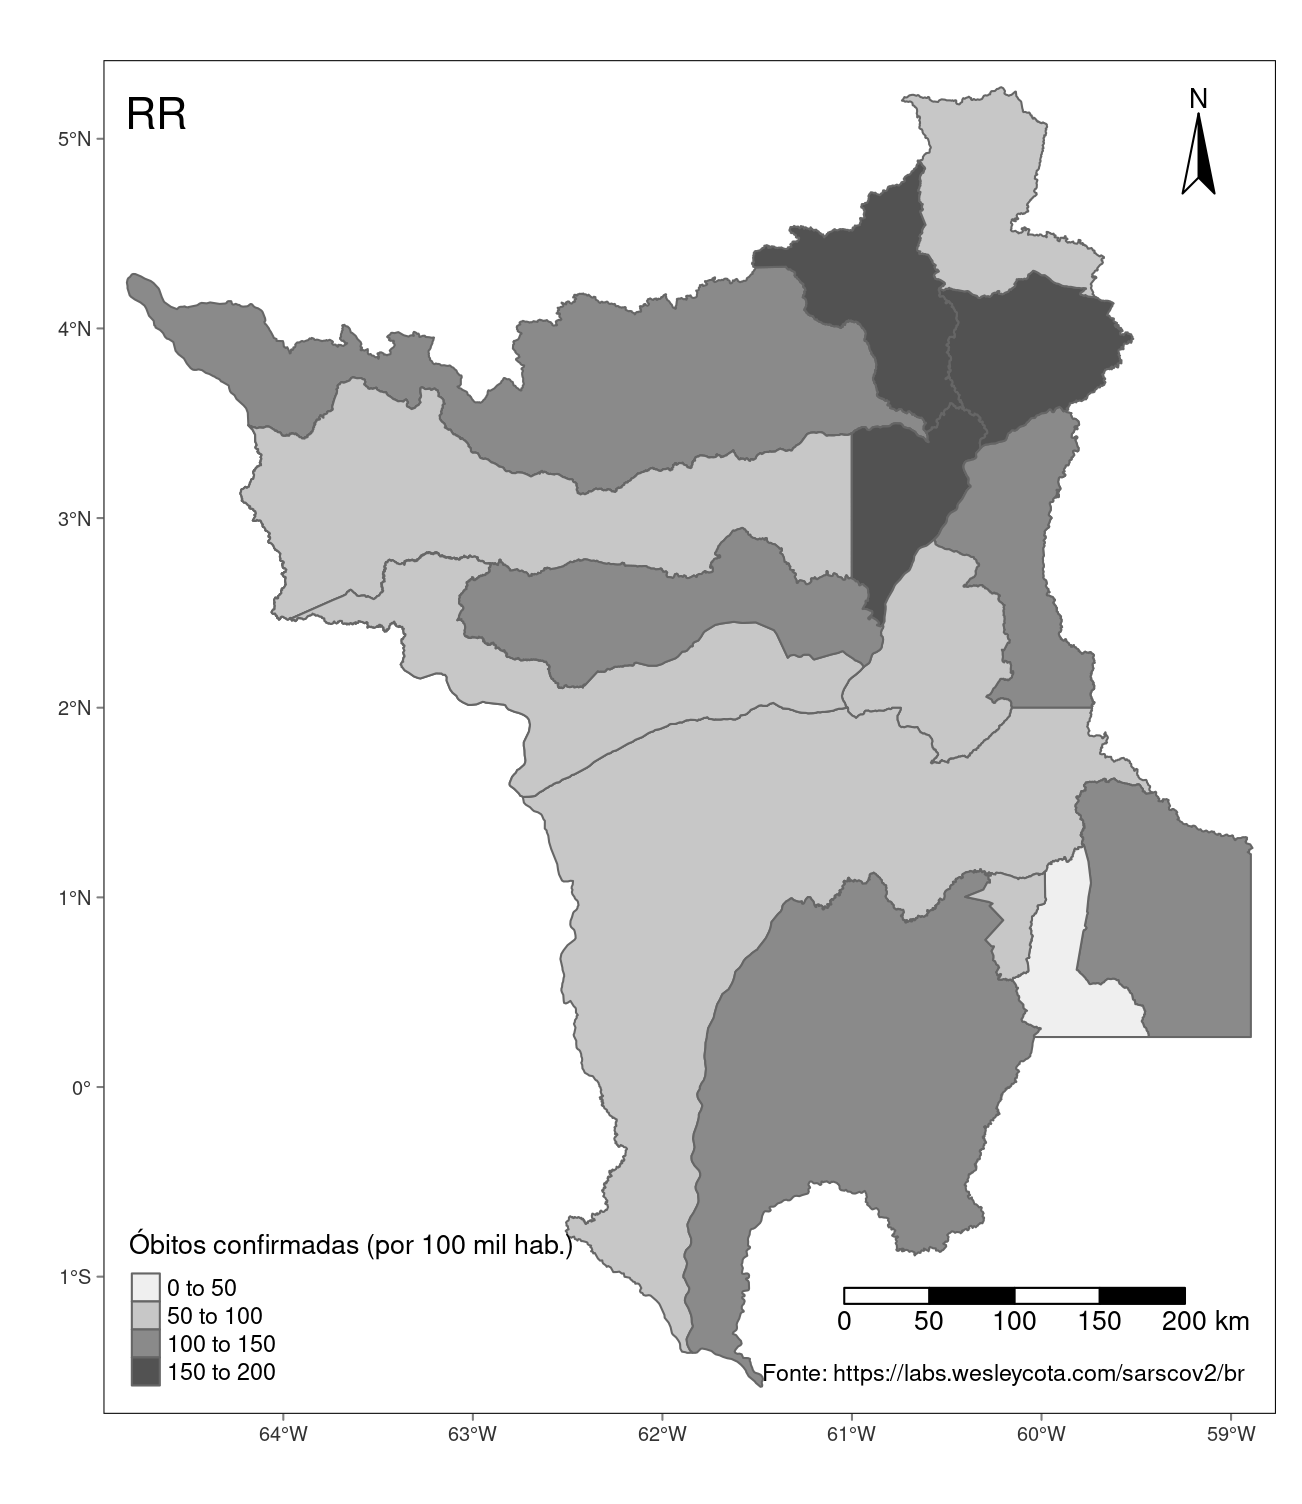 RR
N
5°N
4°N
3°N
2°N
1°N
0°
1°S
Óbitos confirmadas (por 100 mil hab.)
0 to 50
50 to 100
100 to 150
150 to 200
0 50 100 150 200 km
Fonte: https://labs.wesleycota.com/sarscov2/br
64°W 63°W 62°W 61°W 60°W 59°W